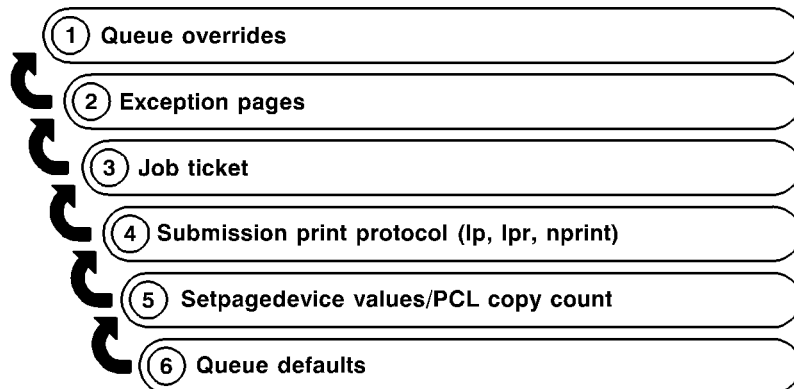 1 Queue overrides
2 Exception pages
3 Job ticket
4 Submission print protocol (lp, lpr, nprint)
5 Setpagedevice values/PCL copy count
6 Queue defaults